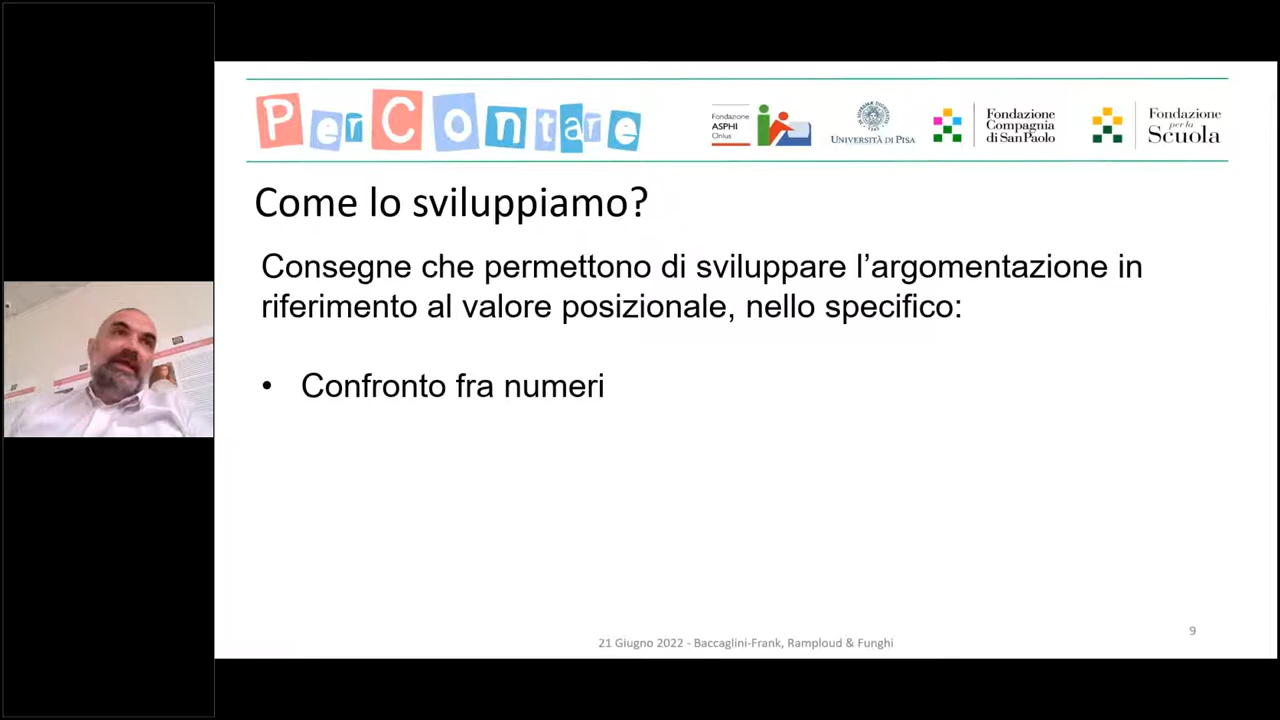 PerContare
Fondazione
ASPHI
Onlus
UNIVERSITÀ DI PISA
Fondazione
Compagnia
di San Paolo
Fondazione
per la
Scuola
Come lo sviluppiamo?
Consegne che permettono di sviluppare l’argomentazione in
riferimento al valore posizionale, nello specifico:
• Confronto fra numeri
21 Giugno 2022 - Baccaglini-Frank, Ramploud & Funghi
9